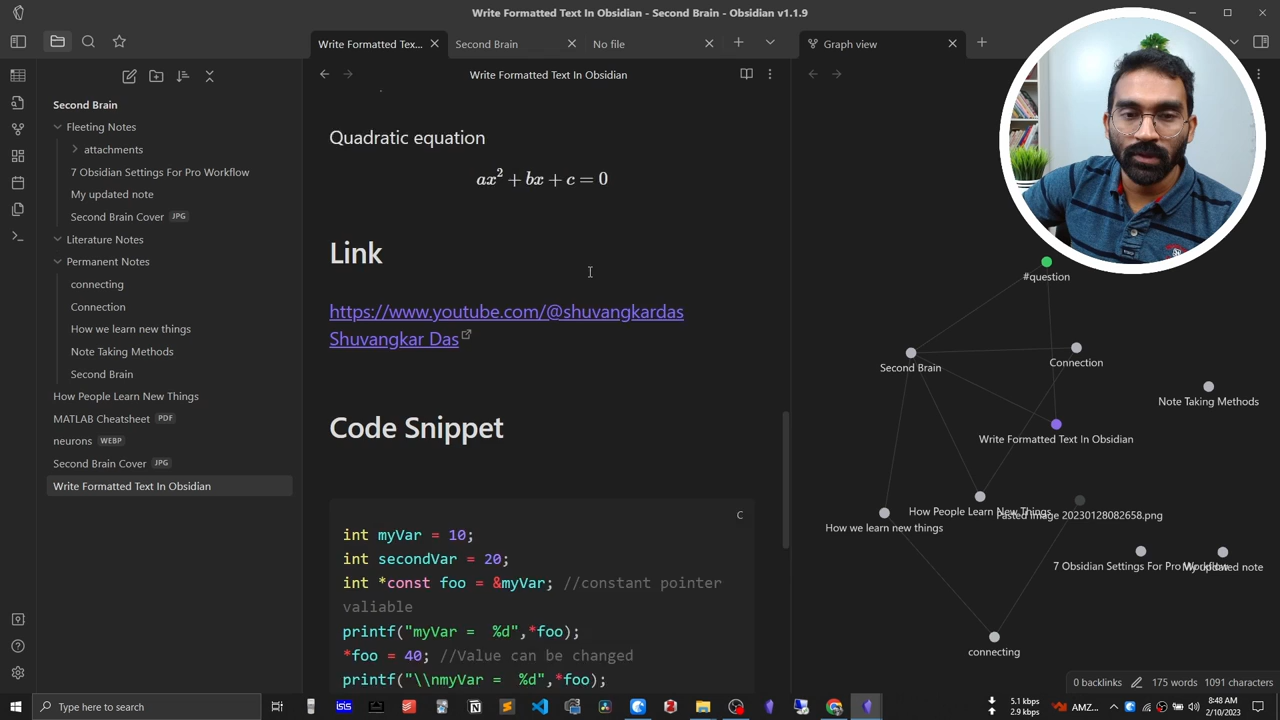 Write Formatted Text In Obsidian - Second Brain - Obsidian v1.1.9
Write Formatted Tex...
Second Brain
No file
Graph view
Write Formatted Text In Obsidian
Second Brain
Fleeting Notes
attachments
7 Obsidian Settings For Pro Workflow
My updated note
Second Brain Cover JPG
Literature Notes
Permanent Notes
connecting
Connection
How we learn new things
Note Taking Methods
Second Brain
How People Learn New Things
MATLAB Cheatsheet PDF
neurons WEBP
Second Brain Cover JPG
Write Formatted Text In Obsidian
Quadratic equation
ax² + bx + c = 0
Link
https://www.youtube.com/@shuvangkardas
Shuvangkar Das
Code Snippet
C
int myVar = 10;
int secondVar = 20;
int *const foo = &myVar; //constant pointer
valiable
printf("myVar =  %d",*foo);
*foo = 40; //Value can be changed
printf("\\nmyVar =  %d",*foo);
#question
Second Brain
Connection
Note Taking Methods
Write Formatted Text In Obsidian
How People Learn New Things
Pasted image 20230128082658.png
How we learn new things
7 Obsidian Settings For Pro Workflow
My updated note
connecting
0 backlinks
175 words
1091 characters
Type here to search
5.1 kbps
2.9 kbps
AMZ...
8:48 AM
2/10/2023